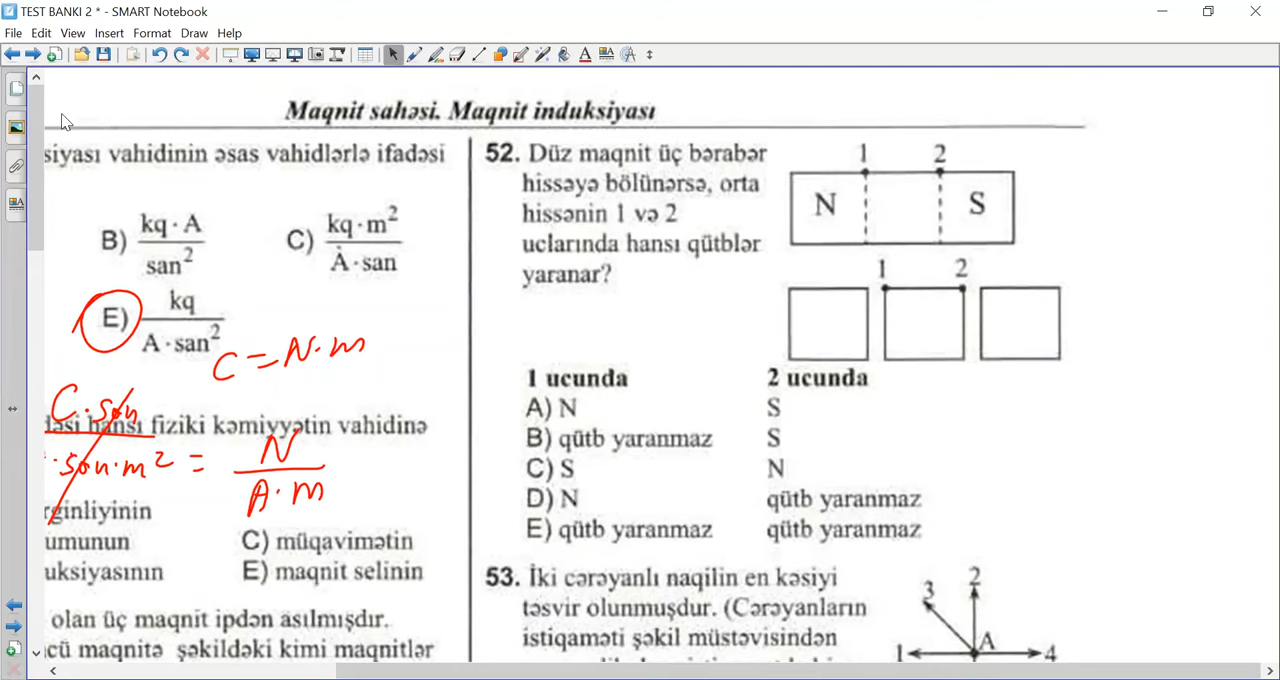 TEST BANKI 2 * - SMART Notebook
File Edit View Insert Format Draw Help
Maqnit sahəsi. Maqnit induksiyası
siyası vahidinin əsas vahidlərlə ifadəsi
B) kq · A
san²
C) kq · m²
A · san
E) kq
A · san²
C = N · m
C · san
dəsi hansı fiziki kəmiyyətin vahidinə
· san · m² = N
A · m
rginliyinin
umunun
C) müqavimətin
uksiyasının
E) maqnit selinin
olan üç maqnit ipdən asılmışdır.
cü maqnitə şəkildəki kimi maqnitlər
52. Düz maqnit üç bərabər
hissəyə bölünərsə, orta
hissənin 1 və 2
uclarında hansı qütblər
yaranar?
1 2
N S
1 2
1 ucunda 2 ucunda
A) N S
B) qütb yaranmaz S
C) S N
D) N qütb yaranmaz
E) qütb yaranmaz qütb yaranmaz
53. İki cərəyanlı naqilin en kəsiyi
təsvir olunmuşdur. (Cərəyanların
istiqaməti şəkil müstəvisindən
2
3
A
1 4